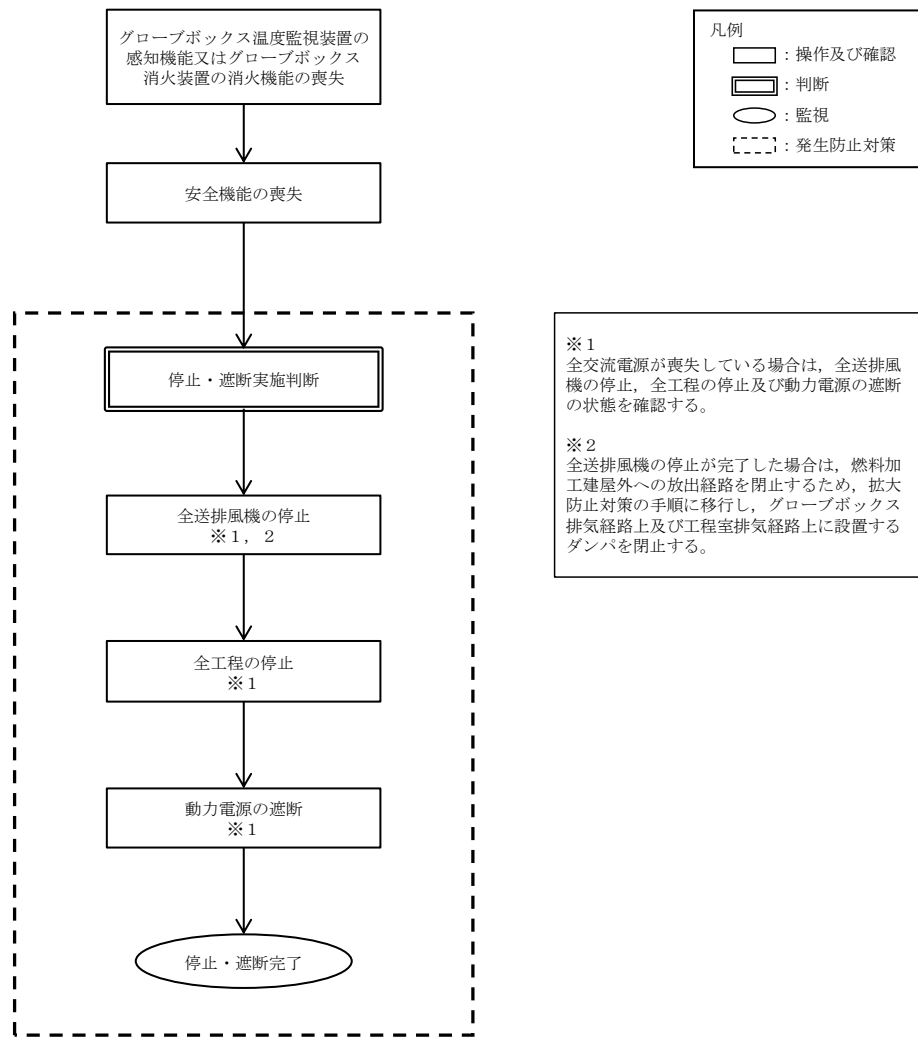 グローブボックス温度監視装置の
感知機能又はグローブボックス
消火装置の消火機能の喪失
安全機能の喪失
停止・遮断実施判断
全送排風機の停止
※１，２
全工程の停止
※１
動力電源の遮断
※１
停止・遮断完了
凡例
：操作及び確認
：判断
：監視
：発生防止対策
※１
全交流電源が喪失している場合は，全送排風
機の停止，全工程の停止及び動力電源の遮断
の状態を確認する。
※２
全送排風機の停止が完了した場合は，燃料加
工建屋外への放出経路を閉止するため，拡大
防止対策の手順に移行し，グローブボックス
排気経路上及び工程室排気経路上に設置する
ダンパを閉止する。